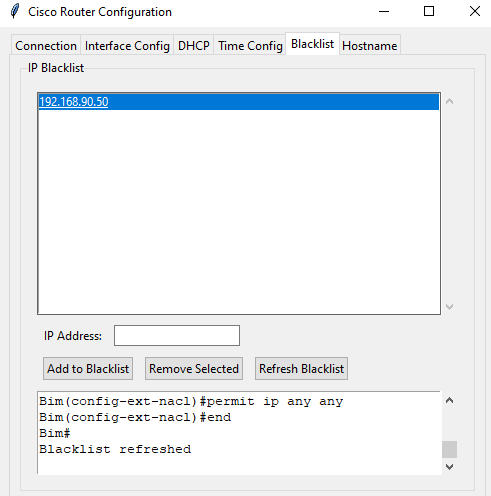 Cisco Router Configuration
Connection Interface Config DHCP Time Config Blacklist Hostname
IP Blacklist
192.168.90.50
IP Address:
Add to Blacklist Remove Selected Refresh Blacklist
Bim(config-ext-nacl)#permit ip any any
Bim(config-ext-nacl)#end
Bim#
Blacklist refreshed